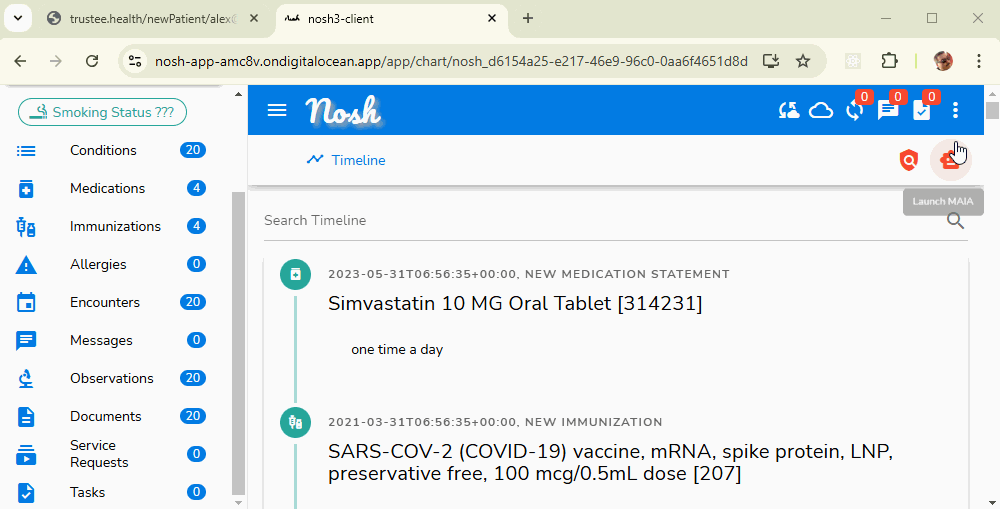 trustee.health/newPatient/alex
nosh3-client
nosh-app-amc8v.ondigitalocean.app/app/chart/nosh_d6154a25-e217-46e9-96c0-0aa6f4651d8d
Smoking Status ???
Conditions 20
Medications 4
Immunizations 4
Allergies 0
Encounters 20
Messages 0
Observations 20
Documents 20
Service
Requests 0
Tasks 0
Nosh
0 0 0
Timeline
Launch MAIA
Search Timeline
2023-05-31T06:56:35+00:00, NEW MEDICATION STATEMENT
Simvastatin 10 MG Oral Tablet [314231]
one time a day
2021-03-31T06:56:35+00:00, NEW IMMUNIZATION
SARS-COV-2 (COVID-19) vaccine, mRNA, spike protein, LNP,
preservative free, 100 mcg/0.5mL dose [207]